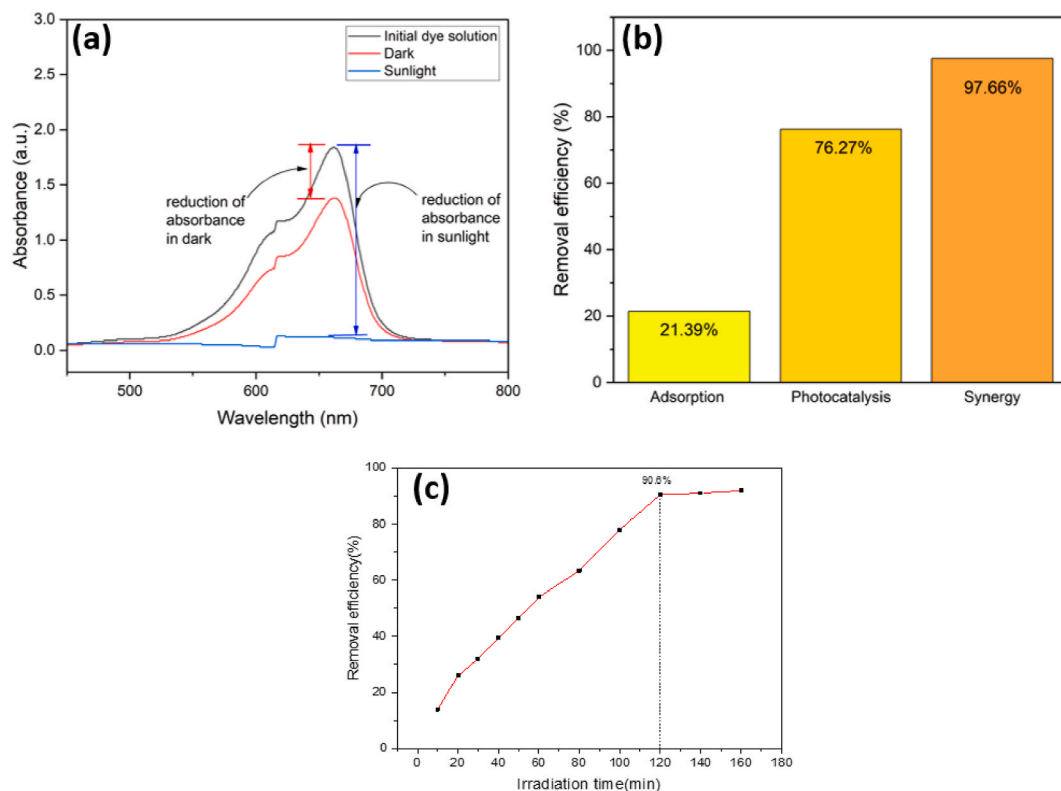 (a)
Initial dye solution
Dark
Sunlight
3.0
2.5
2.0
1.5
1.0
0.5
0.0
Absorbance (a.u.)
reduction of
absorbance
in dark
reduction of
absorbance
in sunlight
500
600
700
800
Wavelength (nm)
(b)
100
80
60
40
20
0
Removal efficiency (%)
21.39%
76.27%
97.66%
Adsorption
Photocatalysis
Synergy
(c)
100
80
60
40
20
0
Removal efficiency(%)
90.6%
0
20
40
60
80
100
120
140
160
180
Irradiation time(min)